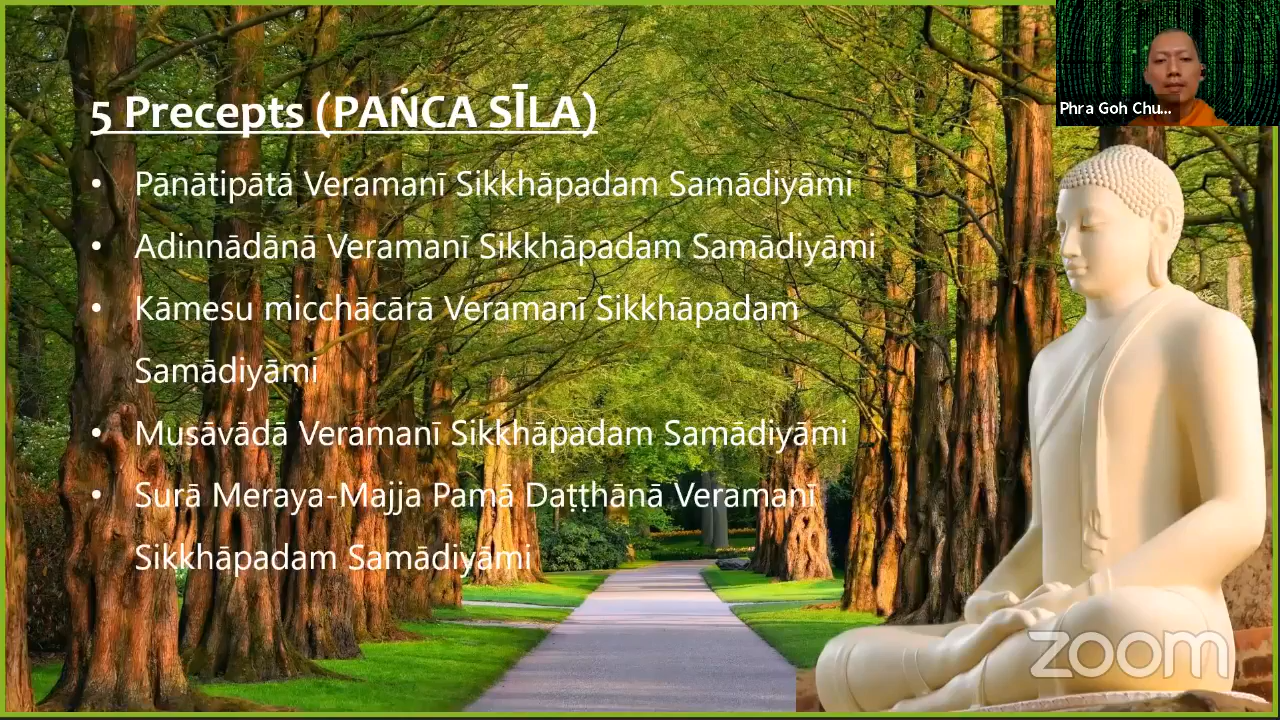 5 Precepts (PAṄCA SĪLA)
• Pānātipātā Veramanī Sikkhāpadam Samādiyāmi
• Adinnādānā Veramanī Sikkhāpadam Samādiyāmi
• Kāmesu micchācārā Veramanī Sikkhāpadam
Samādiyāmi
• Musāvādā Veramanī Sikkhāpadam Samādiyāmi
• Surā Meraya-Majja Pamā Daṭṭhānā Veramanī
Sikkhāpadam Samādiyāmi
Phra Goh Chu...
zoom